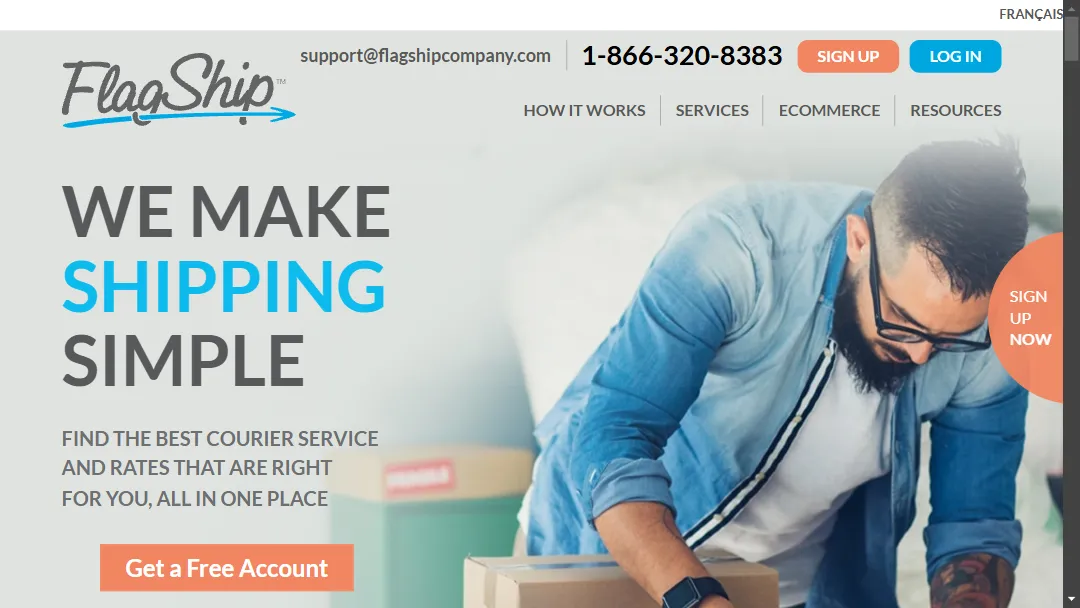 FRANÇAIS
FlagShip™
support@flagshipcompany.com
1-866-320-8383
SIGN UP
LOG IN
HOW IT WORKS
SERVICES
ECOMMERCE
RESOURCES
WE MAKE
SHIPPING
SIMPLE
FIND THE BEST COURIER SERVICE
AND RATES THAT ARE RIGHT
FOR YOU, ALL IN ONE PLACE
Get a Free Account
SIGN
UP
NOW
FRAGILE